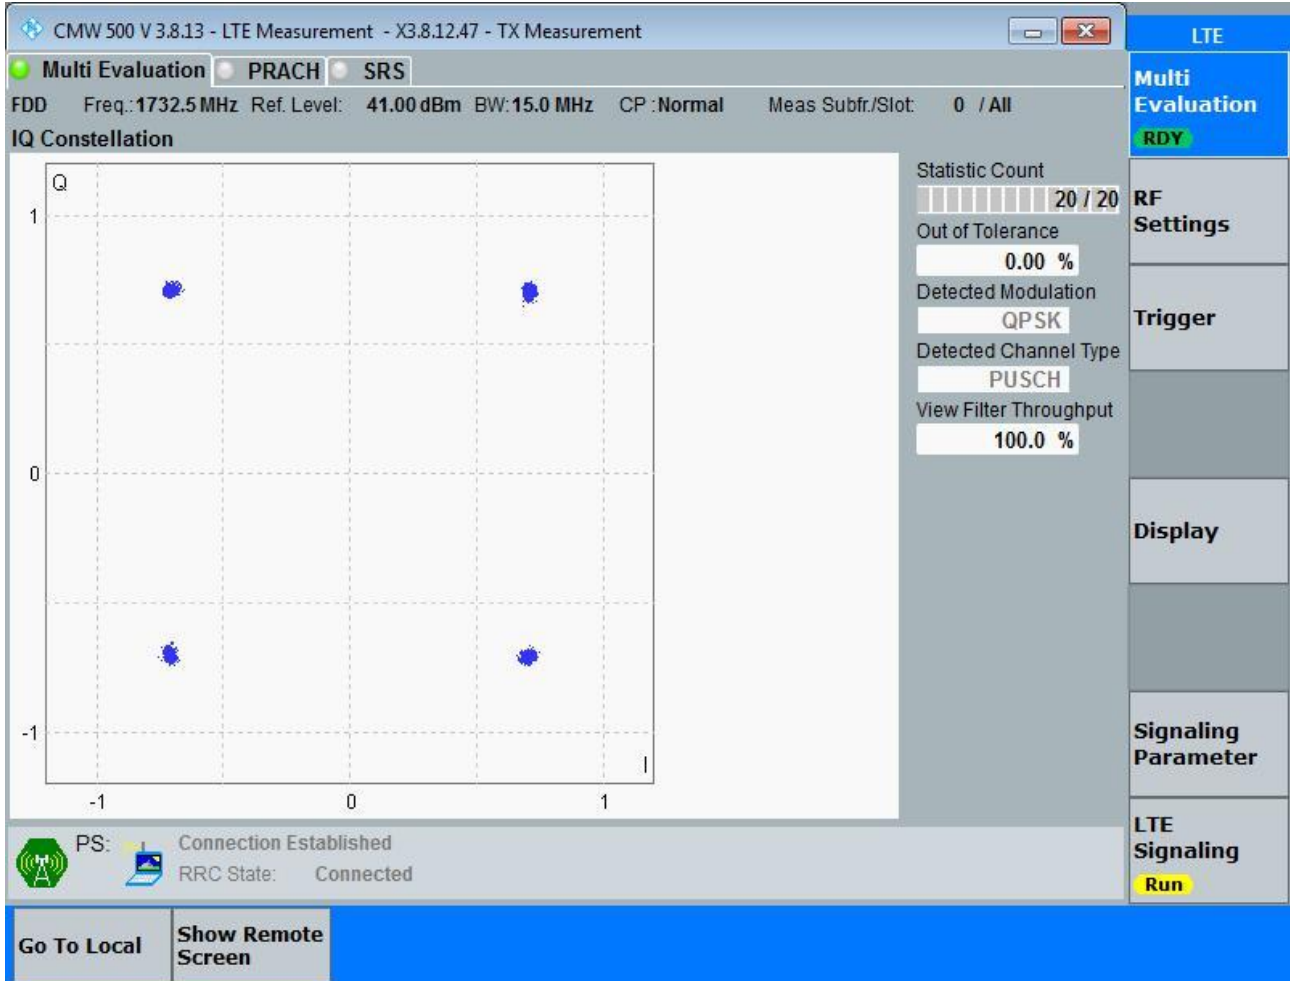 CMW 500 V 3.8.13 - LTE Measurement - X3.8.12.47 - TX Measurement
LTE
Multi Evaluation PRACH SRS
Multi
Evaluation
RDY
FDD Freq.:1732.5 MHz Ref. Level: 41.00 dBm BW:15.0 MHz CP :Normal Meas Subfr./Slot: 0 / All
IQ Constellation
Q
1
0
-1
-1 0 1
I
Statistic Count
20 / 20
Out of Tolerance
0.00 %
Detected Modulation
QPSK
Detected Channel Type
PUSCH
View Filter Throughput
100.0 %
RF
Settings
Trigger
Display
Signaling
Parameter
LTE
Signaling
Run
PS: Connection Established
RRC State: Connected
Go To Local
Show Remote
Screen